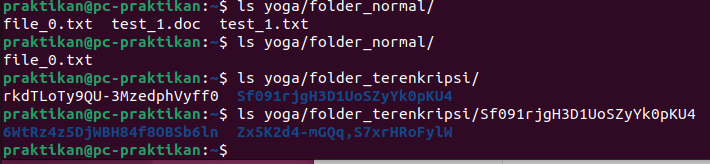 praktikan@pc-praktikan:~$ ls yoga/folder_normal/
file_0.txt  test_1.doc  test_1.txt
praktikan@pc-praktikan:~$ ls yoga/folder_normal/
file_0.txt
praktikan@pc-praktikan:~$ ls yoga/folder_terenkripsi/
rkdTLoTy9QU-3MzedphVyff0  Sf091rjgH3D1UoSZyYk0pKU4
praktikan@pc-praktikan:~$ ls yoga/folder_terenkripsi/Sf091rjgH3D1UoSZyYk0pKU4
6WtRz4z5DjWBH84f8OBSb6ln  Zx5K2d4-mGQq,S7xrHRoFylW
praktikan@pc-praktikan:~$